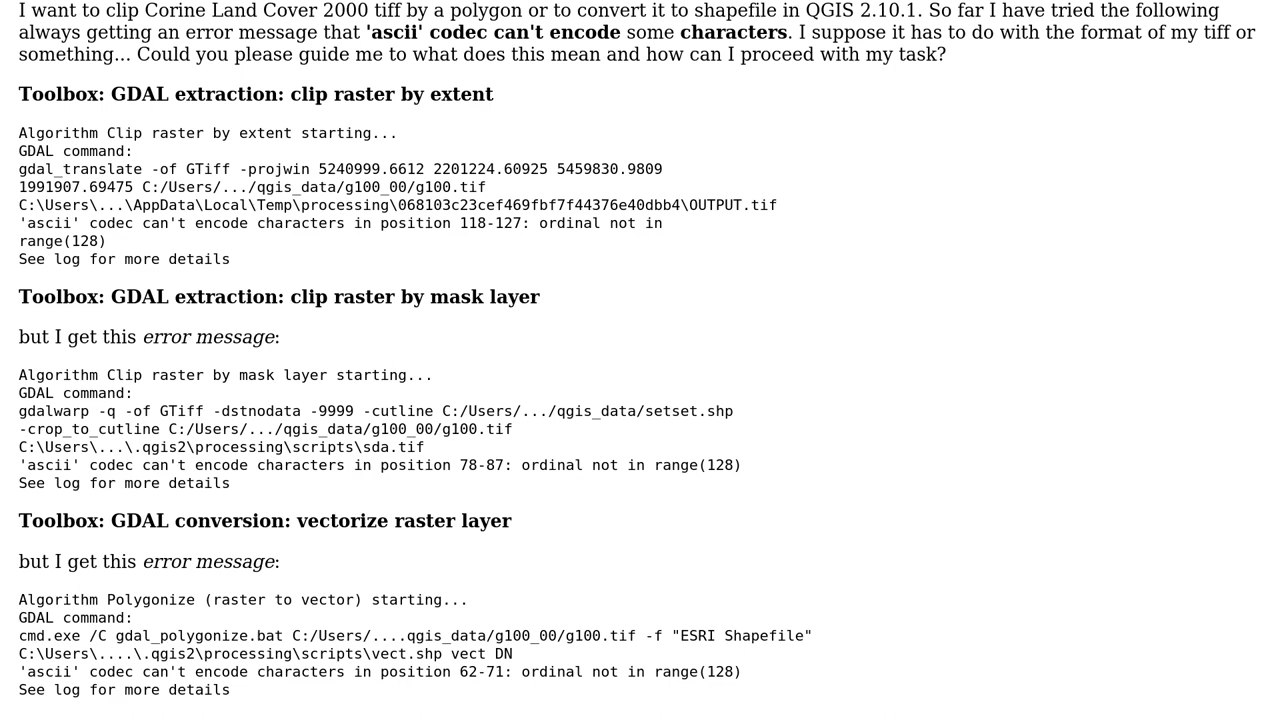 I want to clip Corine Land Cover 2000 tiff by a polygon or to convert it to shapefile in QGIS 2.10.1. So far I have tried the following
always getting an error message that 'ascii' codec can't encode some characters. I suppose it has to do with the format of my tiff or
something... Could you please guide me to what does this mean and how can I proceed with my task?
Toolbox: GDAL extraction: clip raster by extent
Algorithm Clip raster by extent starting...
GDAL command:
gdal_translate -of GTiff -projwin 5240999.6612 2201224.60925 5459830.9809
1991907.69475 C:/Users/.../qgis_data/g100_00/g100.tif
C:\Users\...\AppData\Local\Temp\processing\068103c23cef469fbf7f44376e40dbb4\OUTPUT.tif
'ascii' codec can't encode characters in position 118-127: ordinal not in
range(128)
See log for more details
Toolbox: GDAL extraction: clip raster by mask layer
but I get this error message:
Algorithm Clip raster by mask layer starting...
GDAL command:
gdalwarp -q -of GTiff -dstnodata -9999 -cutline C:/Users/.../qgis_data/setset.shp
-crop_to_cutline C:/Users/.../qgis_data/g100_00/g100.tif
C:\Users\...\.qgis2\processing\scripts\sda.tif
'ascii' codec can't encode characters in position 78-87: ordinal not in range(128)
See log for more details
Toolbox: GDAL conversion: vectorize raster layer
but I get this error message:
Algorithm Polygonize (raster to vector) starting...
GDAL command:
cmd.exe /C gdal_polygonize.bat C:/Users/....qgis_data/g100_00/g100.tif -f "ESRI Shapefile"
C:\Users\....\.qgis2\processing\scripts\vect.shp vect DN
'ascii' codec can't encode characters in position 62-71: ordinal not in range(128)
See log for more details